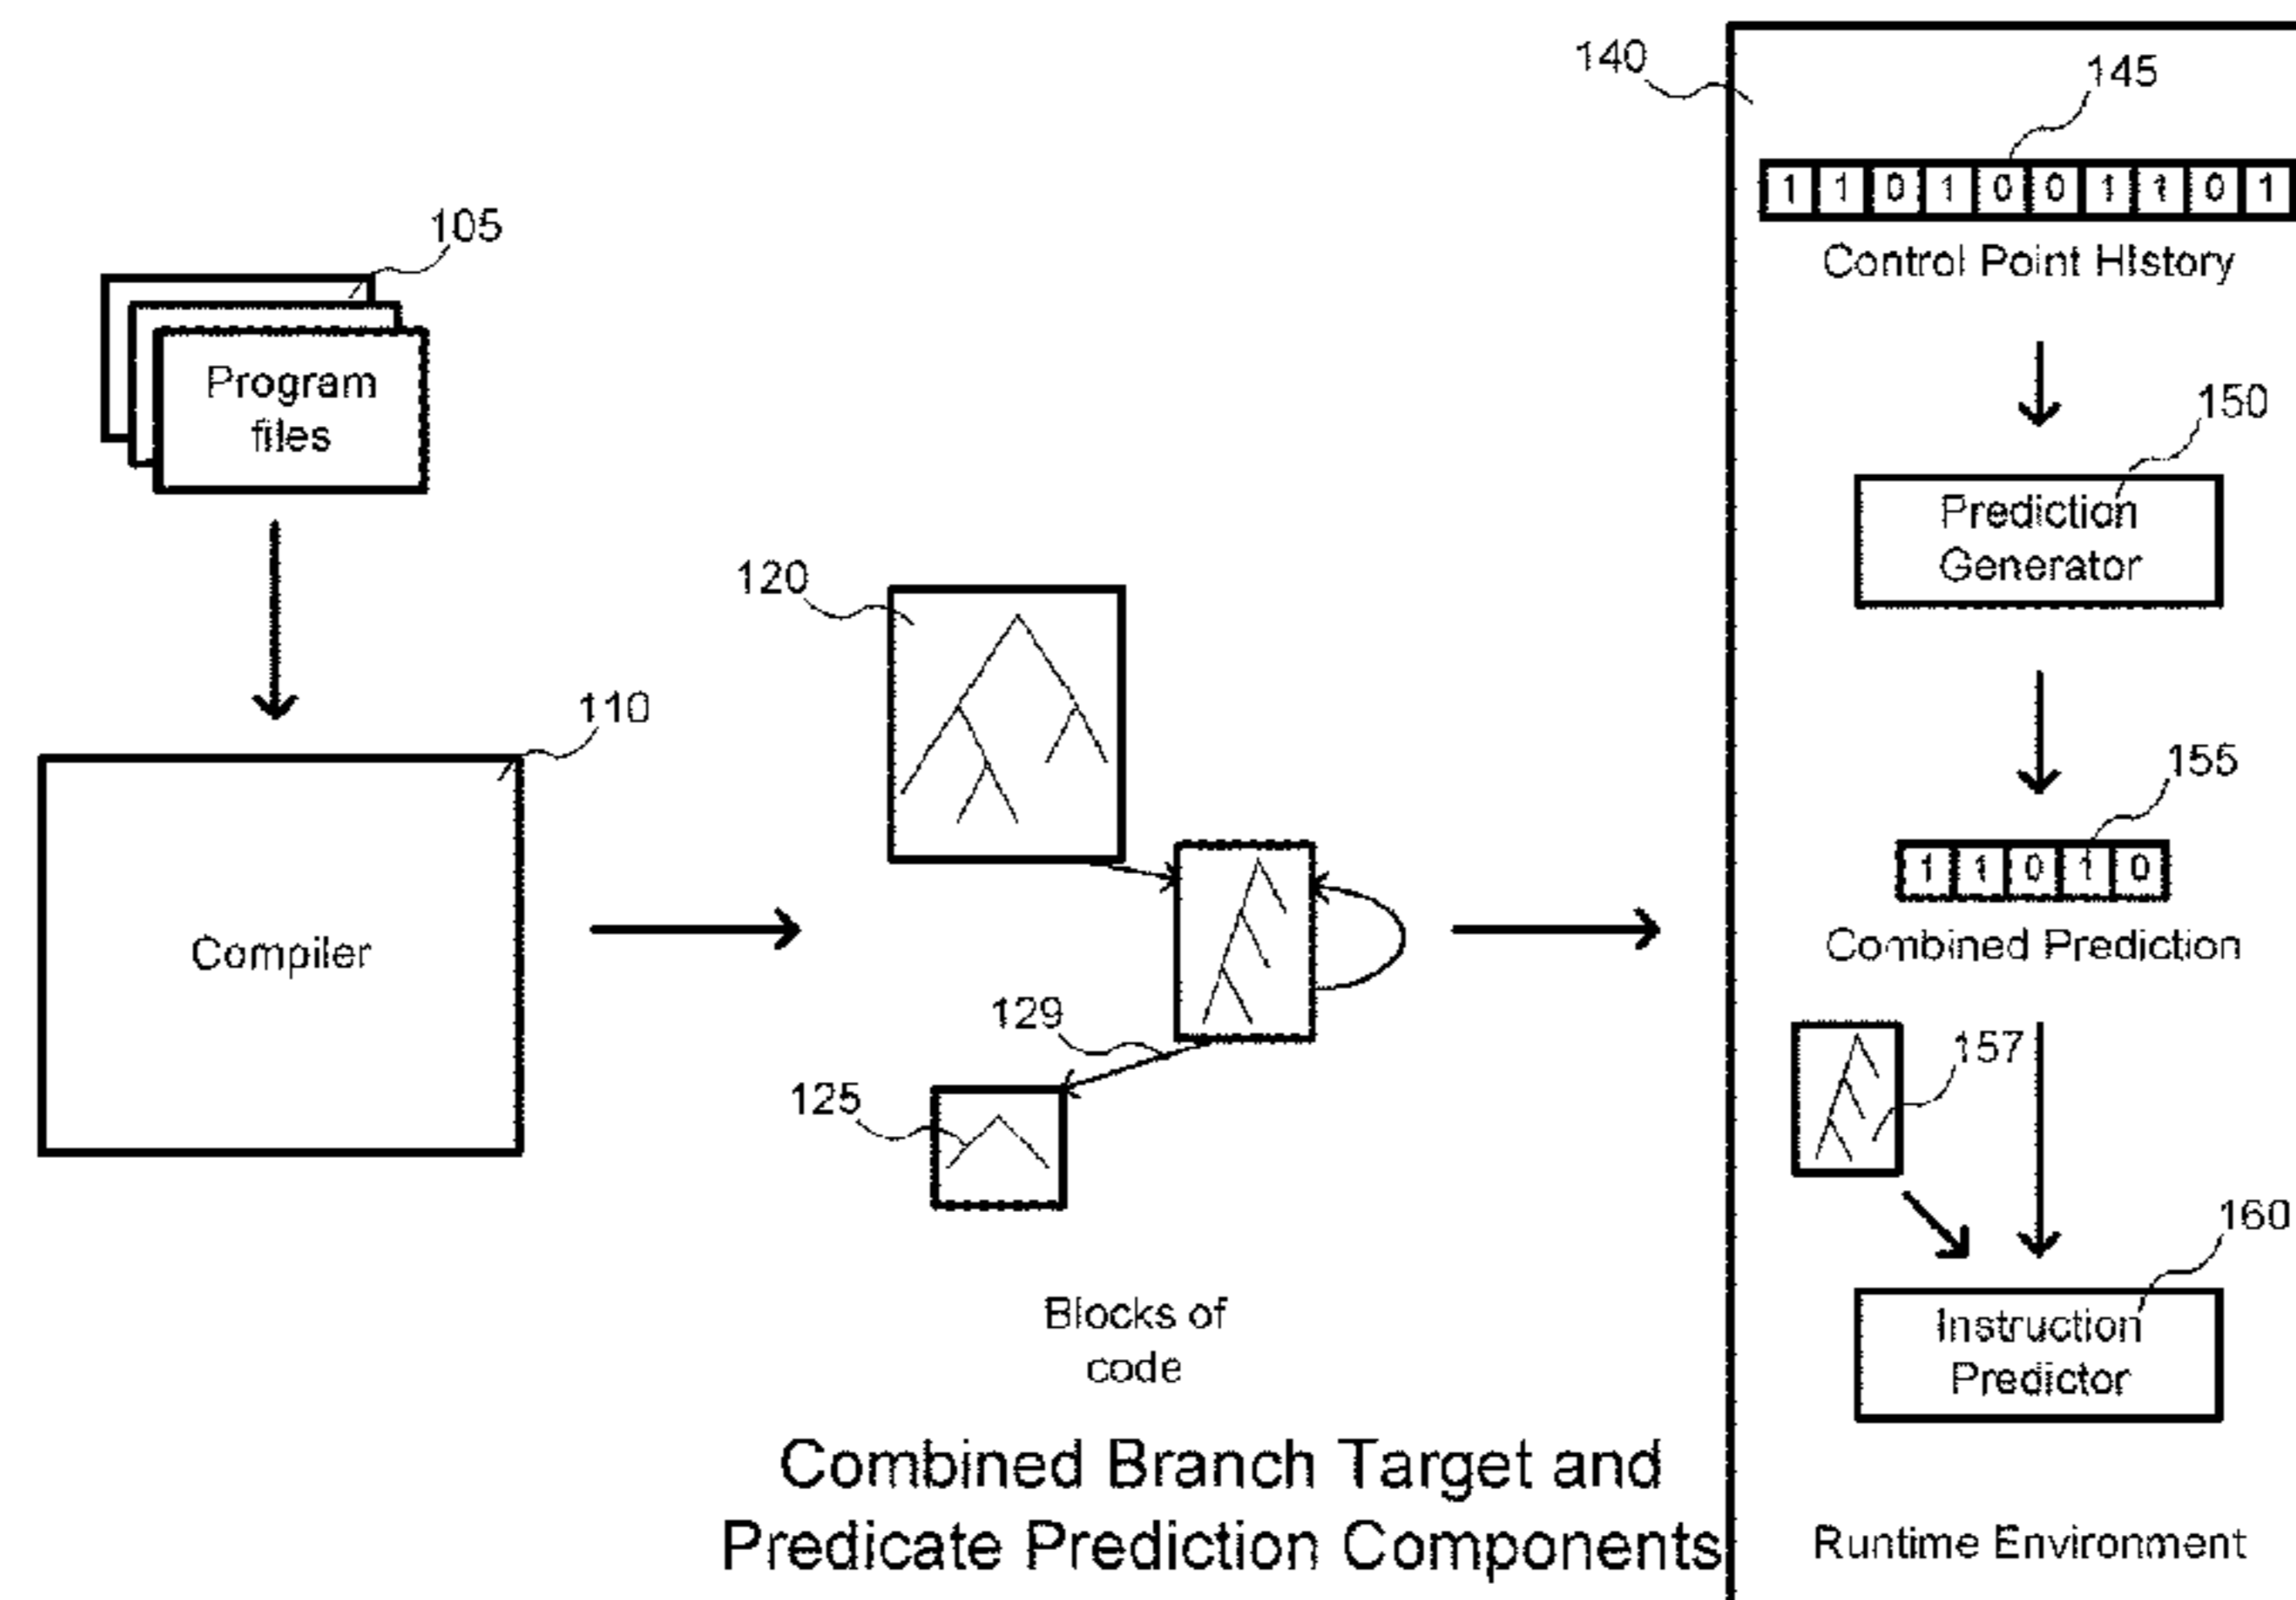 140
145
1 1 0 1 0 0 1 1 0 1
Control Point HIstory
105
Program
files
150
Prediction
Generator
120
110
155
1 1 0 1 0
Combined Prediction
Compiler
129
157
125
160
Instruction
Predictor
Blocks of
code
Combined Branch Target and
Predicate Prediction Components
Runtime Environment